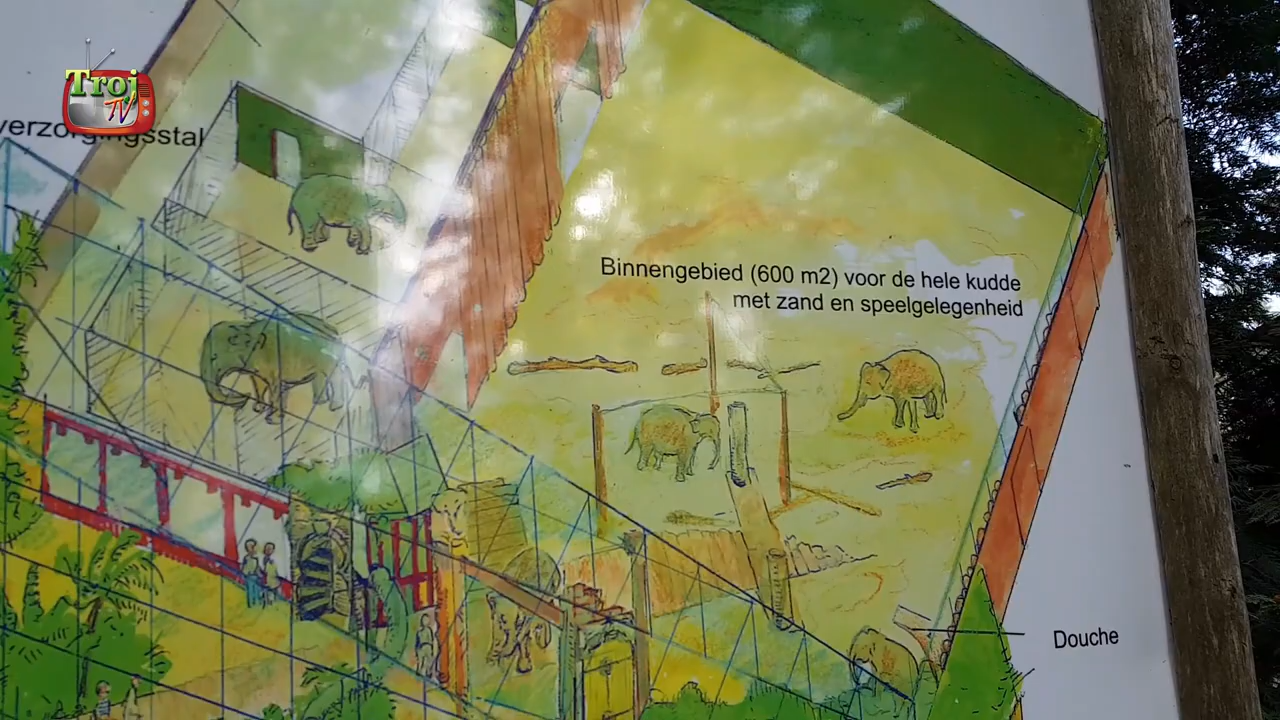 Troj
TV
verzorgingsstal
Binnengebied (600 m2) voor de hele kudde
met zand en speelgelegenheid
Douche